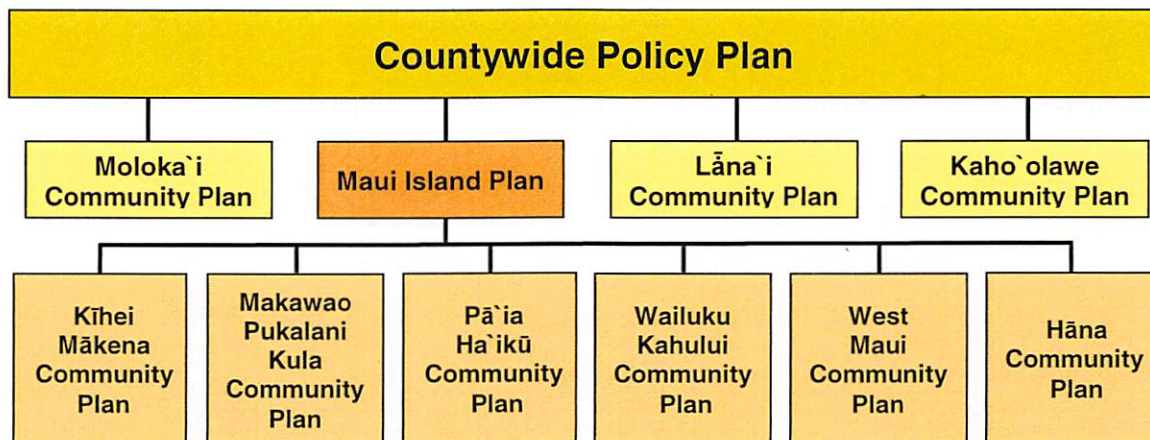 Countywide Policy Plan
Moloka`i
Community Plan
Maui Island Plan
Lāna`i
Community Plan
Kaho`olawe
Community Plan
Kīhei
Mākena
Community
Plan
Makawao
Pukalani
Kula
Community
Plan
Pā`ia
Ha`ikū
Community
Plan
Wailuku
Kahului
Community
Plan
West
Maui
Community
Plan
Hāna
Community
Plan